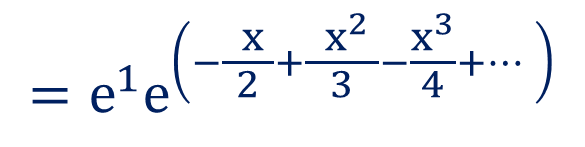 = e¹e^(−x/2 + x²/3 − x³/4 + ⋯)